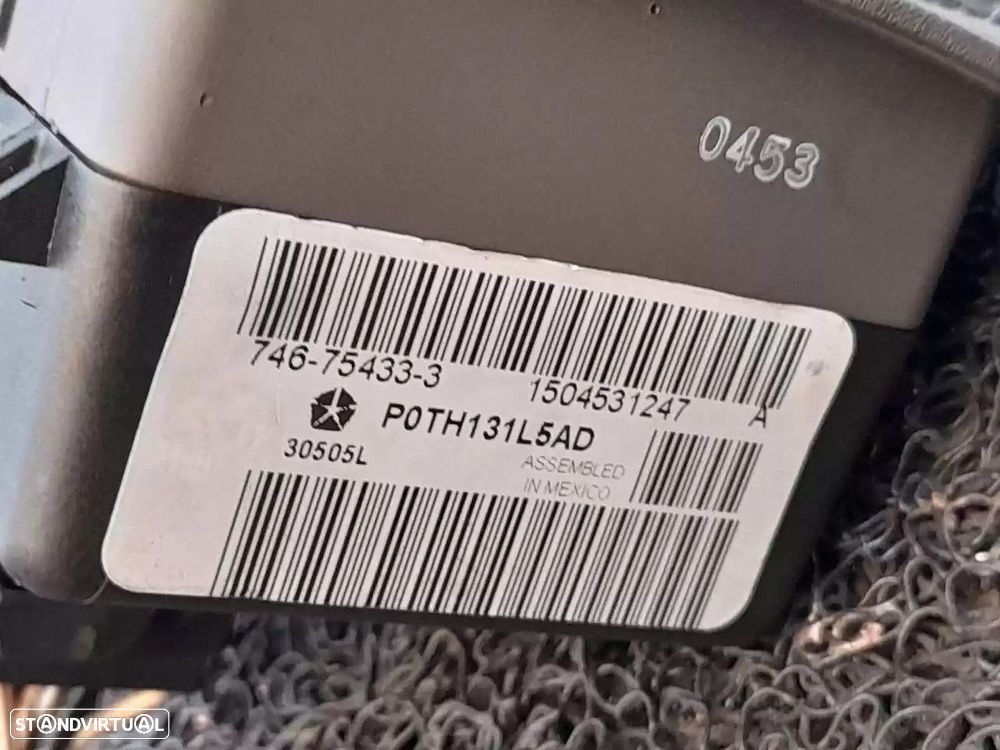 0453
746-75433-3
1504531247
A
P0TH131L5AD
30505L
ASSEMBLED
IN MEXICO
STANDVIRTUAL